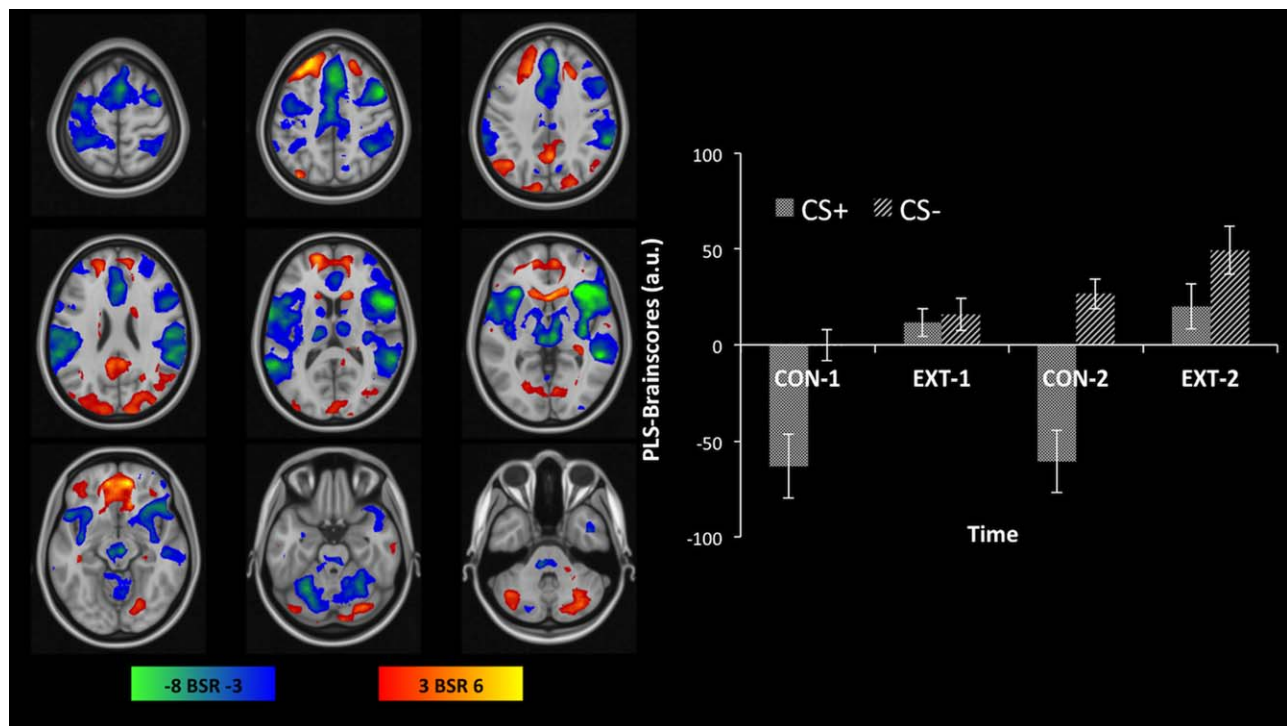 100
50
0
-50
-100
PLS-Brainscores (a.u.)
CS+ CS-
CON-1 EXT-1 CON-2 EXT-2
Time
-8 BSR -3
3 BSR 6